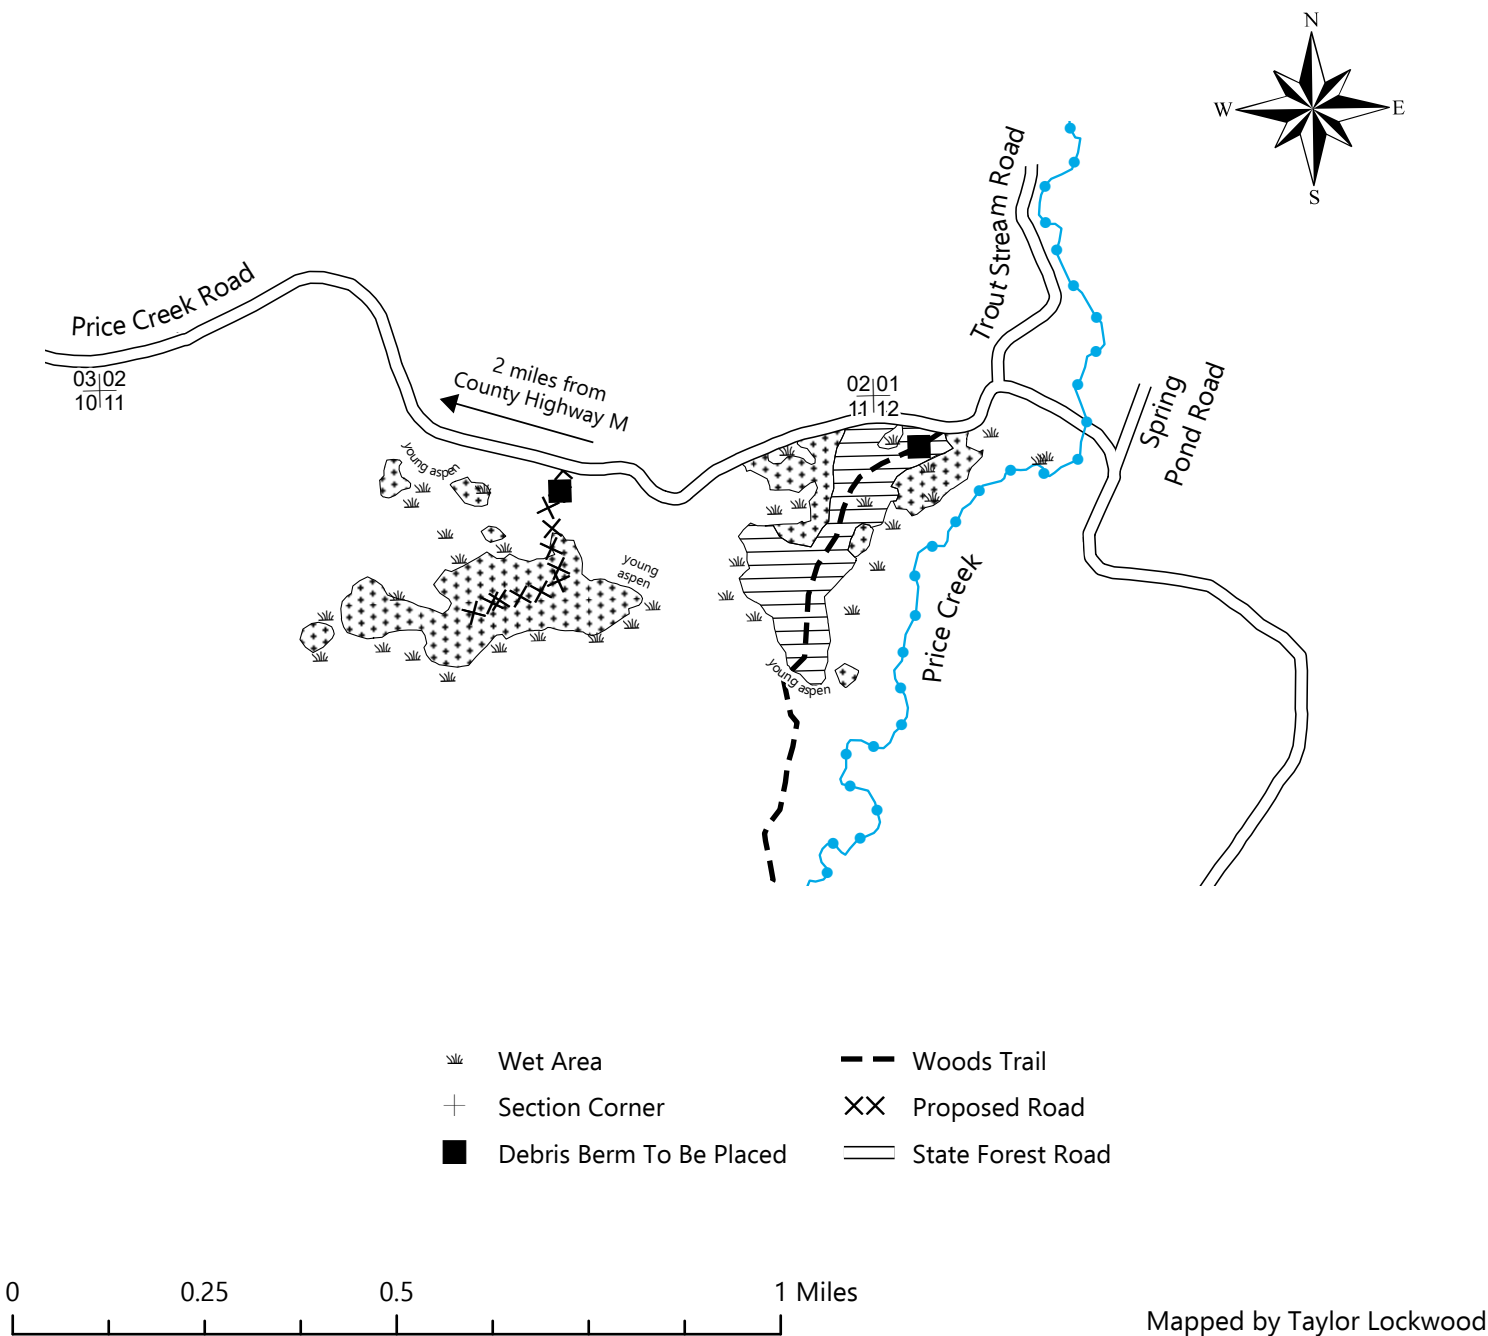 N
W
E
S
Trout Stream Road
Price Creek Road
03 02
10 11
2 miles from
County Highway M
02 01
11 12
Spring
Pond Road
young aspen
young
aspen
Price Creek
young aspen
Wet Area
Woods Trail
Section Corner
Proposed Road
Debris Berm To Be Placed
State Forest Road
0
0.25
0.5
1 Miles
Mapped by Taylor Lockwood